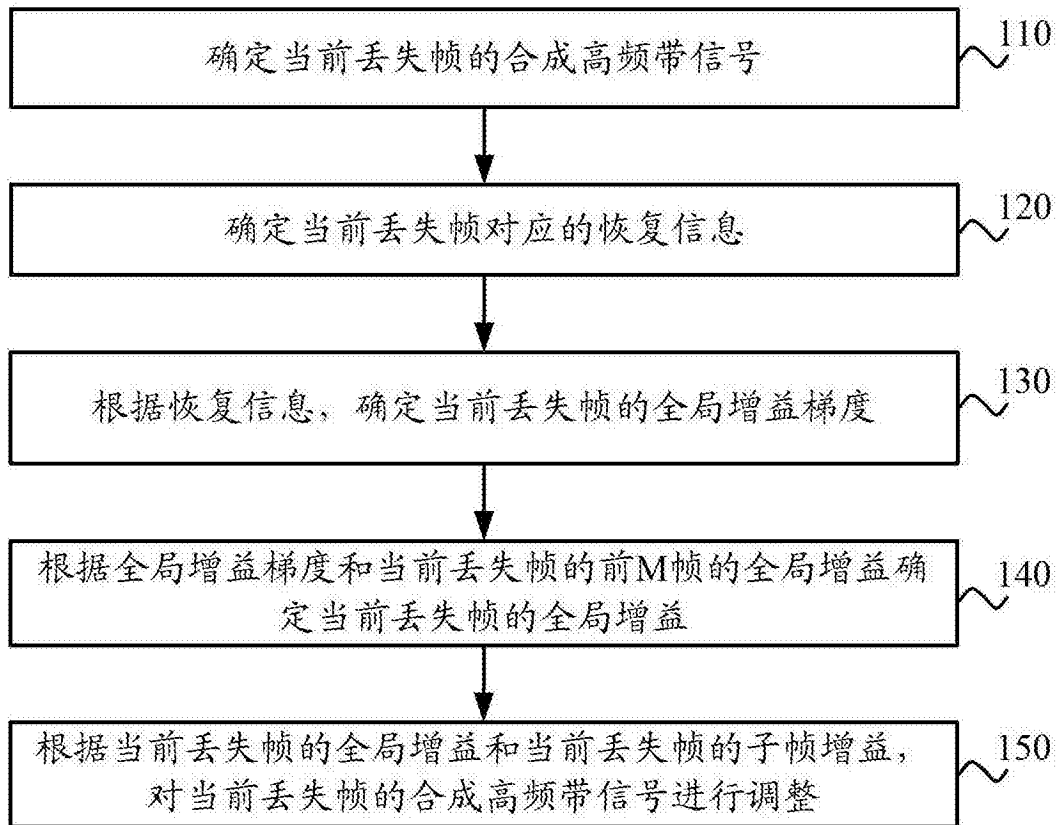 确定当前丢失帧的合成高频带信号
110
确定当前丢失帧对应的恢复信息
120
根据恢复信息，确定当前丢失帧的全局增益梯度
130
根据全局增益梯度和当前丢失帧的前M帧的全局增益确
定当前丢失帧的全局增益
140
根据当前丢失帧的全局增益和当前丢失帧的子帧增益，
对当前丢失帧的合成高频带信号进行调整
150